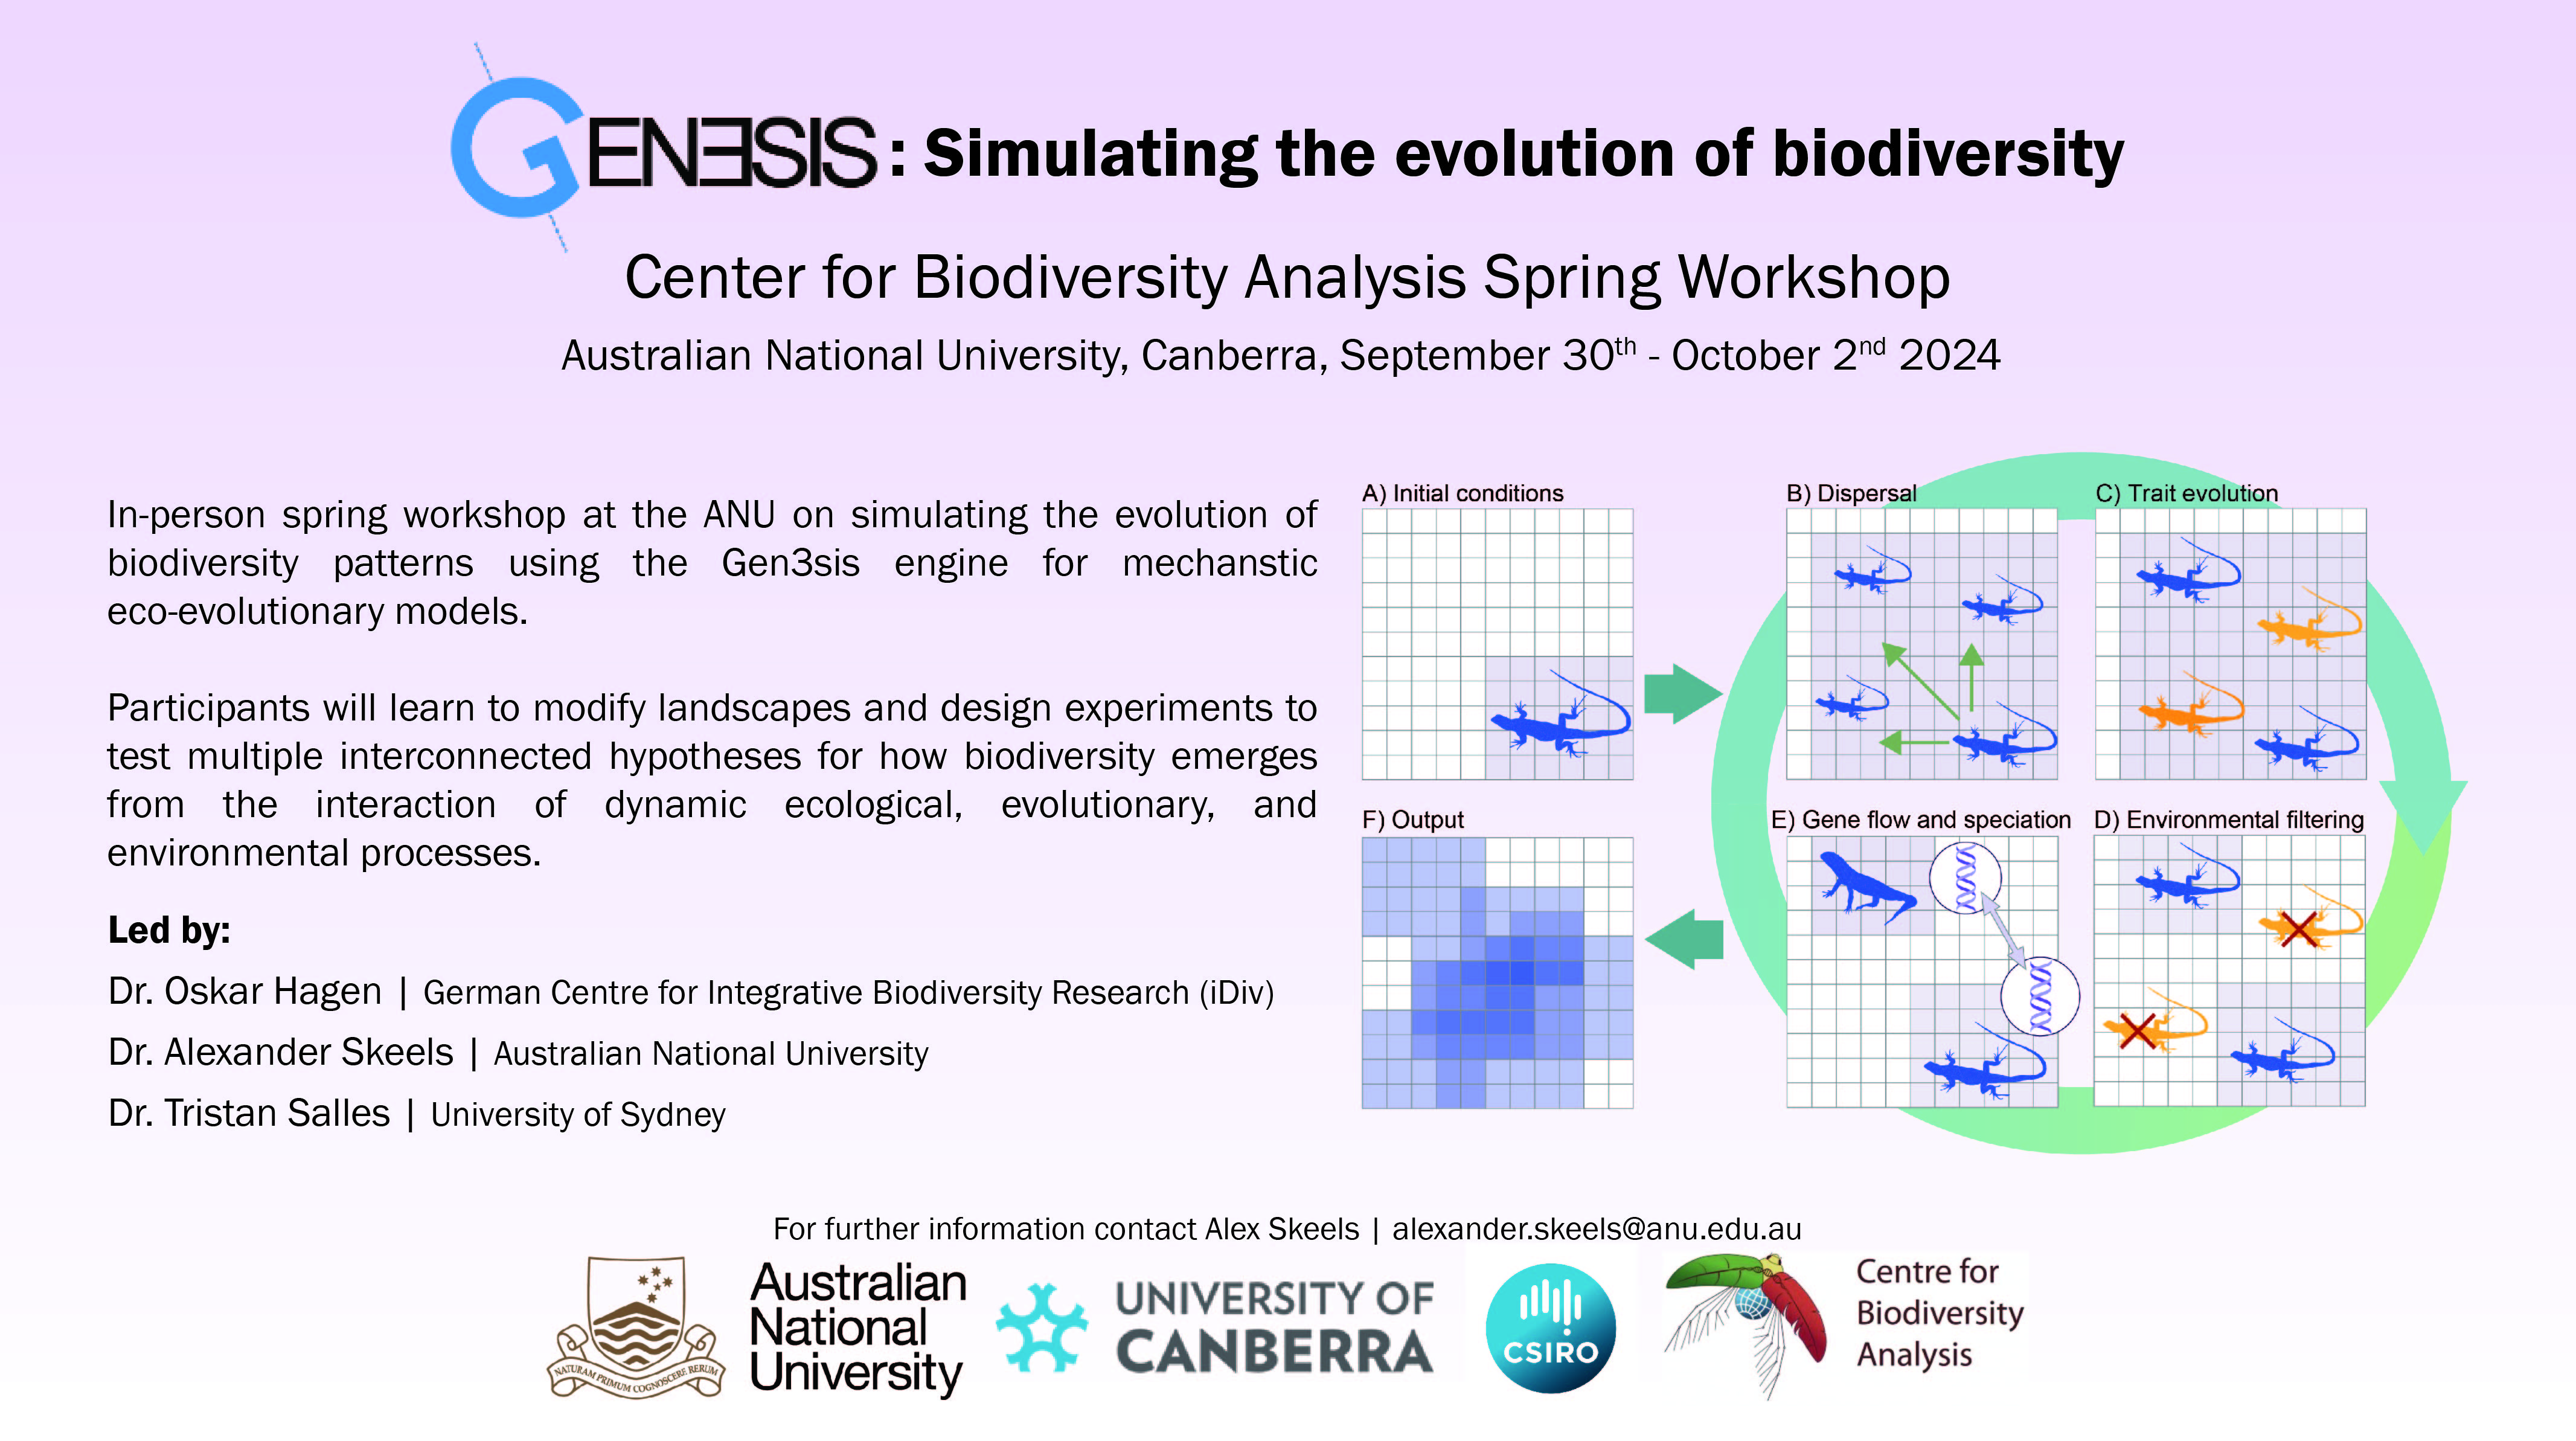 GENƎSIS: Simulating the evolution of biodiversity
Center for Biodiversity Analysis Spring Workshop
Australian National University, Canberra, September 30th - October 2nd 2024
In-person spring workshop at the ANU on simulating the evolution of
biodiversity patterns using the Gen3sis engine for mechanstic
eco-evolutionary models.
Participants will learn to modify landscapes and design experiments to
test multiple interconnected hypotheses for how biodiversity emerges
from the interaction of dynamic ecological, evolutionary, and
environmental processes.
Led by:
Dr. Oskar Hagen | German Centre for Integrative Biodiversity Research (iDiv)
Dr. Alexander Skeels | Australian National University
Dr. Tristan Salles | University of Sydney
A) Initial conditions
B) Dispersal
C) Trait evolution
F) Output
E) Gene flow and speciation
D) Environmental filtering
For further information contact Alex Skeels | alexander.skeels@anu.edu.au
NATURAM PRIMUM COGNOSCERE RERUM
Australian
National
University
UNIVERSITY OF
CANBERRA
CSIRO
Centre for
Biodiversity
Analysis